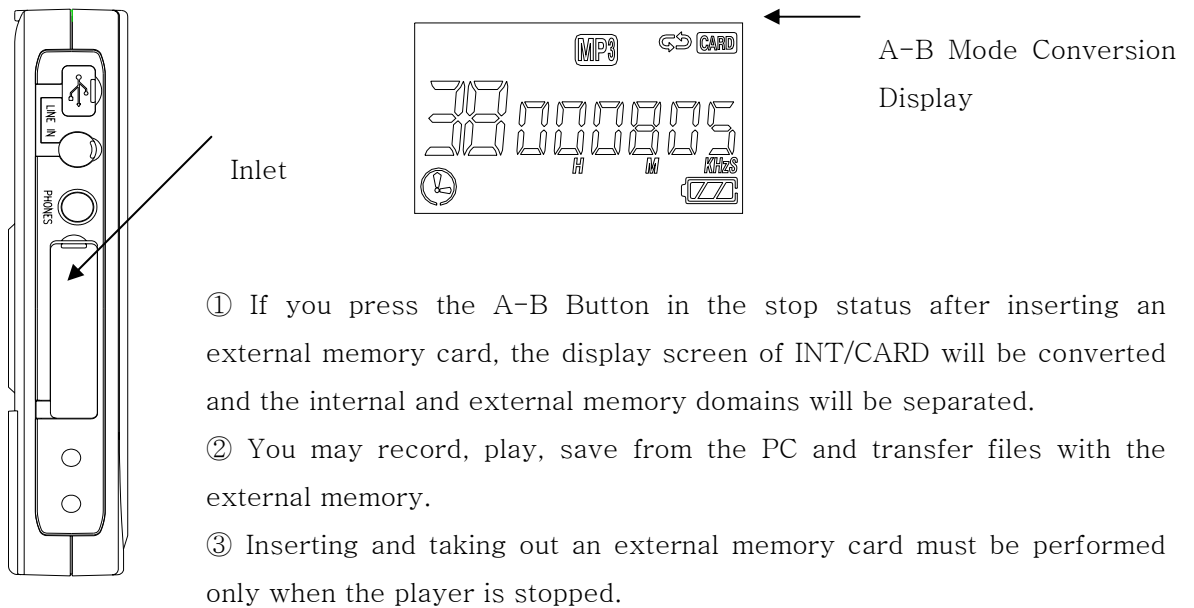 LINE IN
PHONES
Inlet
MP3 CARD
38 000805
H M KHzS
A-B Mode Conversion
Display
① If you press the A-B Button in the stop status after inserting an
external memory card, the display screen of INT/CARD will be converted
and the internal and external memory domains will be separated.
② You may record, play, save from the PC and transfer files with the
external memory.
③ Inserting and taking out an external memory card must be performed
only when the player is stopped.